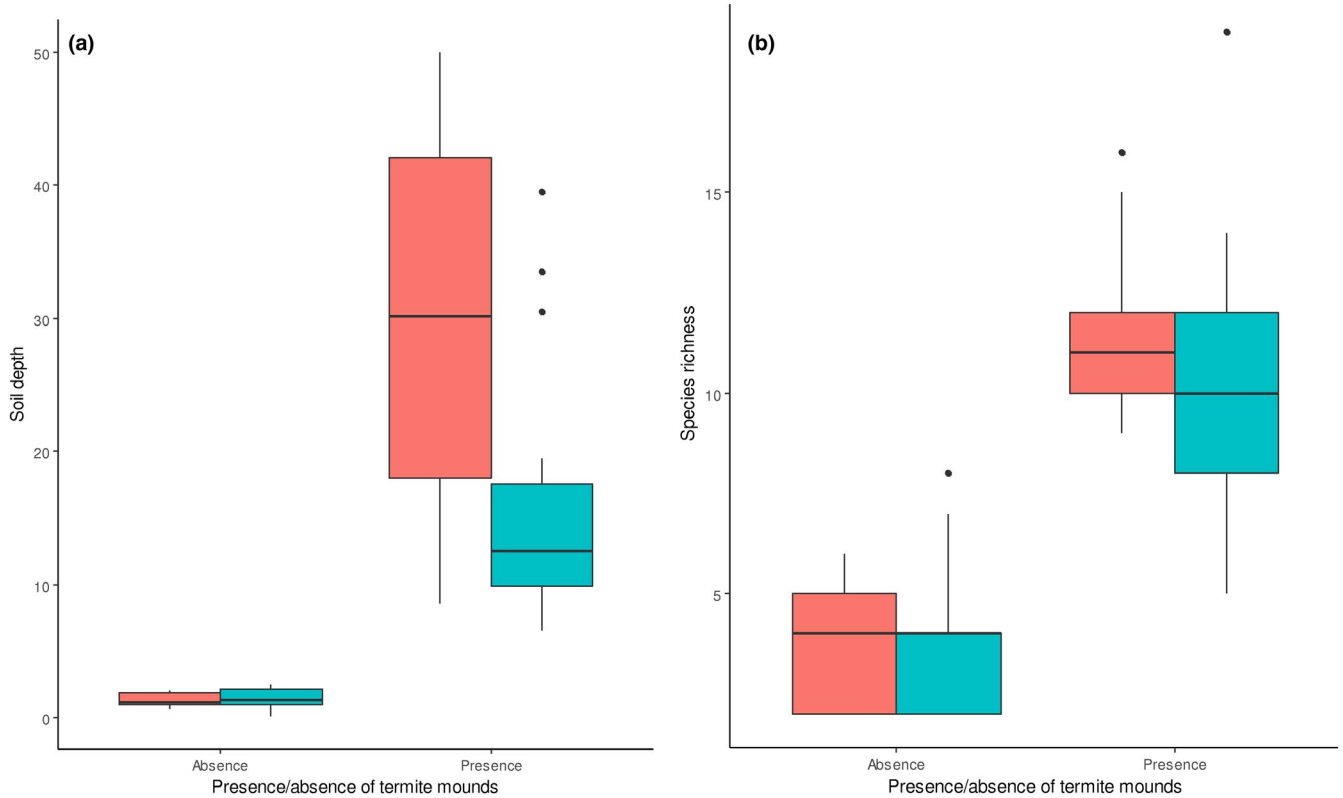 (a)
50
40
30
20
10
0
Soil depth
Absence
Presence
Presence/absence of termite mounds
(b)
15
10
5
Species richness
Absence
Presence
Presence/absence of termite mounds